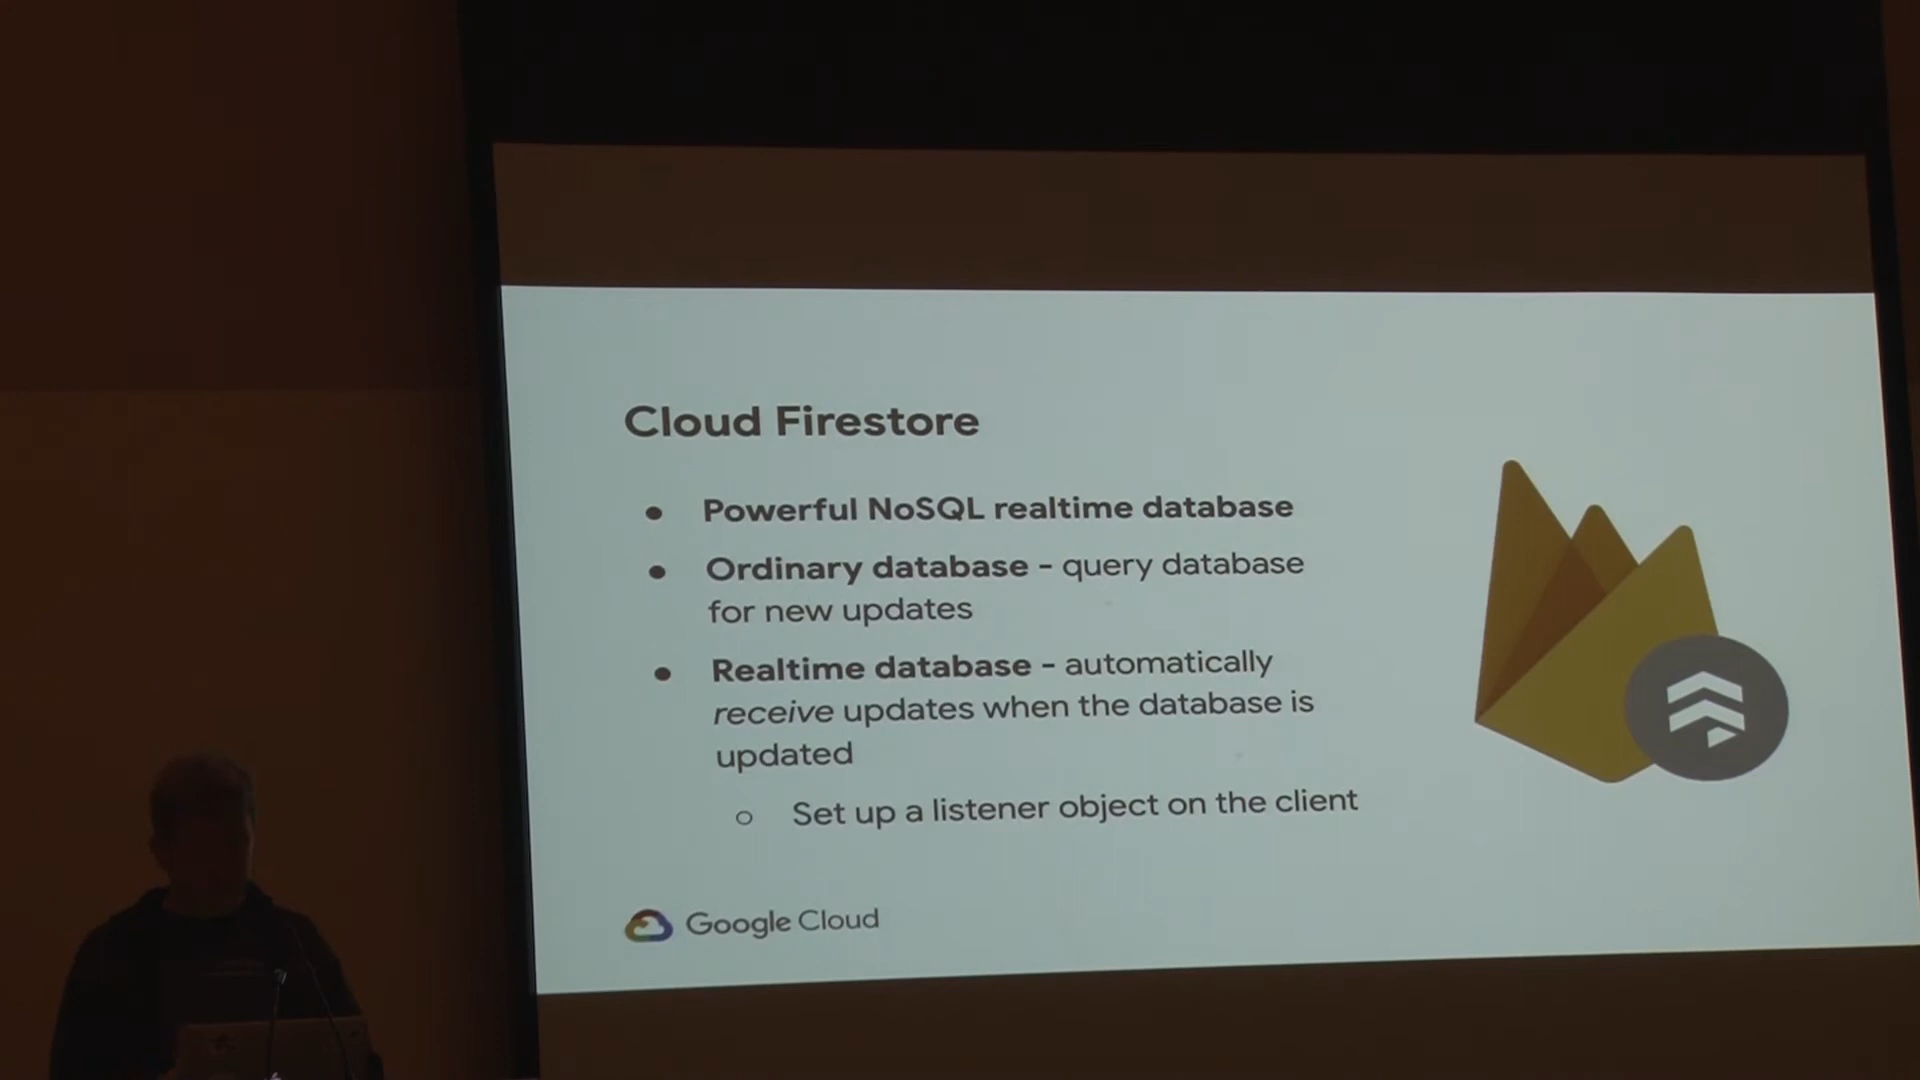 Cloud Firestore
● Powerful NoSQL realtime database
● Ordinary database - query database
for new updates
● Realtime database - automatically
receive updates when the database is
updated
○ Set up a listener object on the client
Google Cloud